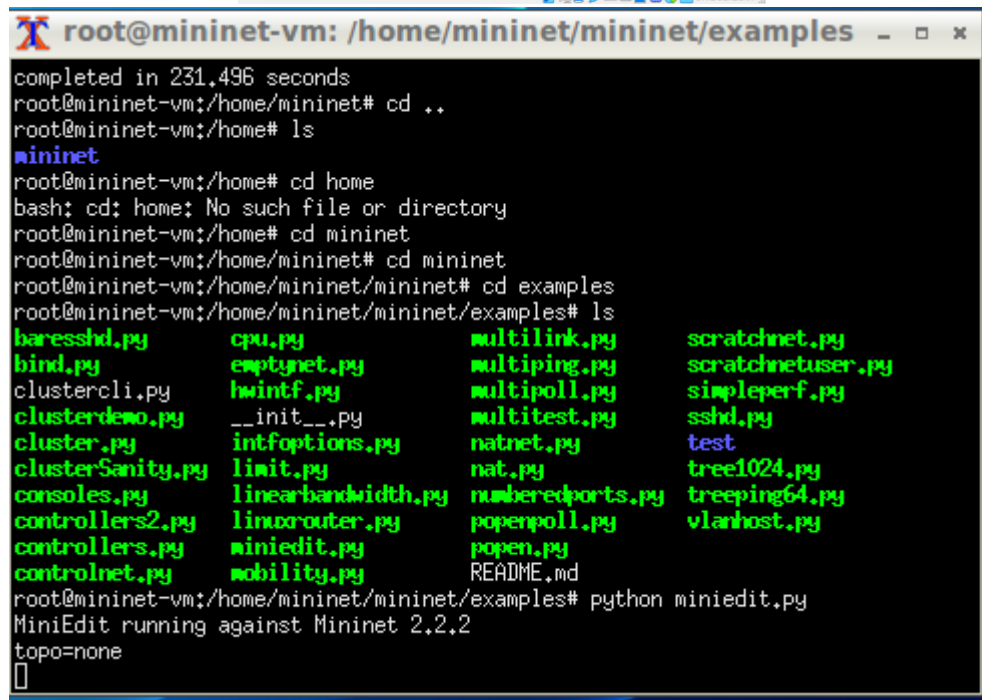 root@mininet-vm: /home/mininet/mininet/examples
completed in 231.496 seconds
root@mininet-vm:/home/mininet# cd ..
root@mininet-vm:/home# ls
mininet
root@mininet-vm:/home# cd home
bash: cd: home: No such file or directory
root@mininet-vm:/home# cd mininet
root@mininet-vm:/home/mininet# cd mininet
root@mininet-vm:/home/mininet/mininet# cd examples
root@mininet-vm:/home/mininet/mininet/examples# ls
baresshd.py cpu.py multilink.py scratchnet.py
bind.py emptynet.py multiping.py scratchnetuser.py
clustercli.py hwintf.py multipoll.py simpleperf.py
clusterdemo.py __init__.py multitest.py sshd.py
cluster.py intfoptions.py natnet.py test
clusterSanity.py limit.py nat.py tree1024.py
consoles.py linearbandwidth.py numberedports.py treeping64.py
controllers2.py linuxrouter.py popenpoll.py vlanhost.py
controllers.py miniedit.py popen.py
controlnet.py mobility.py README.md
root@mininet-vm:/home/mininet/mininet/examples# python miniedit.py
MiniEdit running against Mininet 2.2.2
topo=none